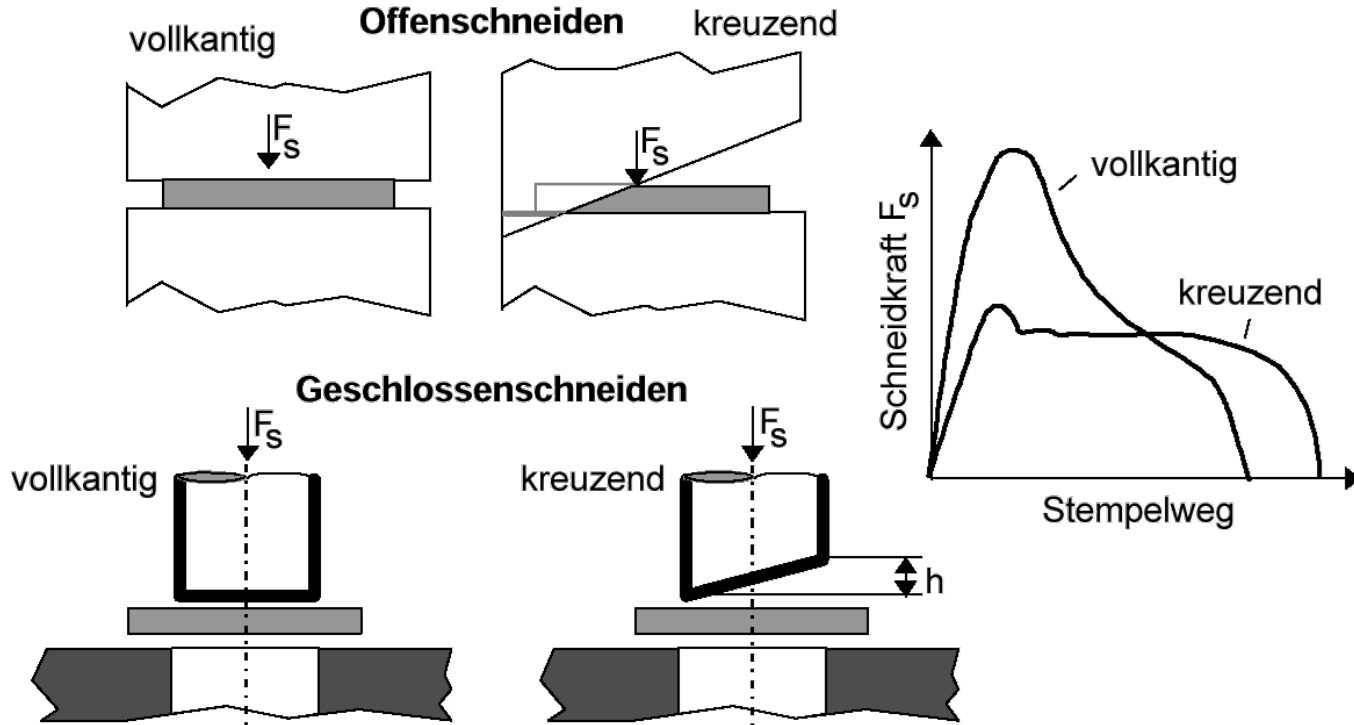 Offenschneiden
vollkantig
kreuzend
F_s
F_s
Schneidkraft F_s
vollkantig
kreuzend
Stempelweg
Geschlossenschneiden
vollkantig
F_s
kreuzend
F_s
h